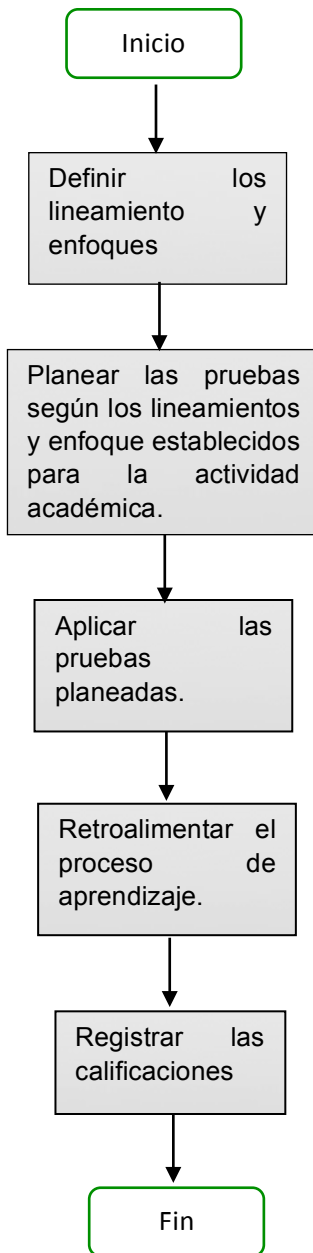 Inicio
Definir los
lineamiento y
enfoques
Planear las pruebas
según los lineamientos
y enfoque establecidos
para la actividad
académica.
Aplicar las
pruebas
planeadas.
Retroalimentar el
proceso de
aprendizaje.
Registrar las
calificaciones
Fin